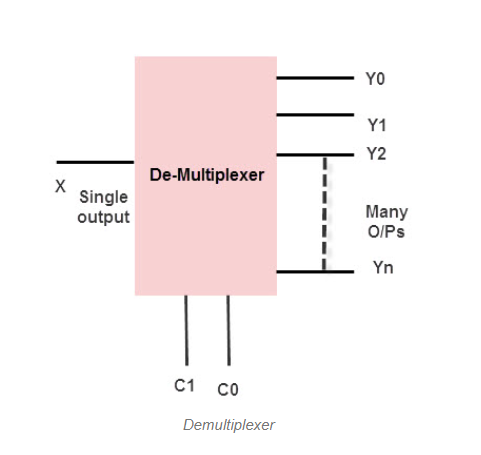 Y0
Y1
Y2
De-Multiplexer
X
Single
output
Many
O/Ps
Yn
C1
C0
Demultiplexer